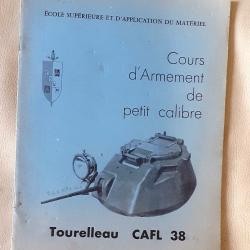 ÉCOLE SUPÉRIEURE ET D'APPLICATION DU MATÉRIEL
Cours
d'Armement
de
petit calibre
Tourelleau CAFL 38